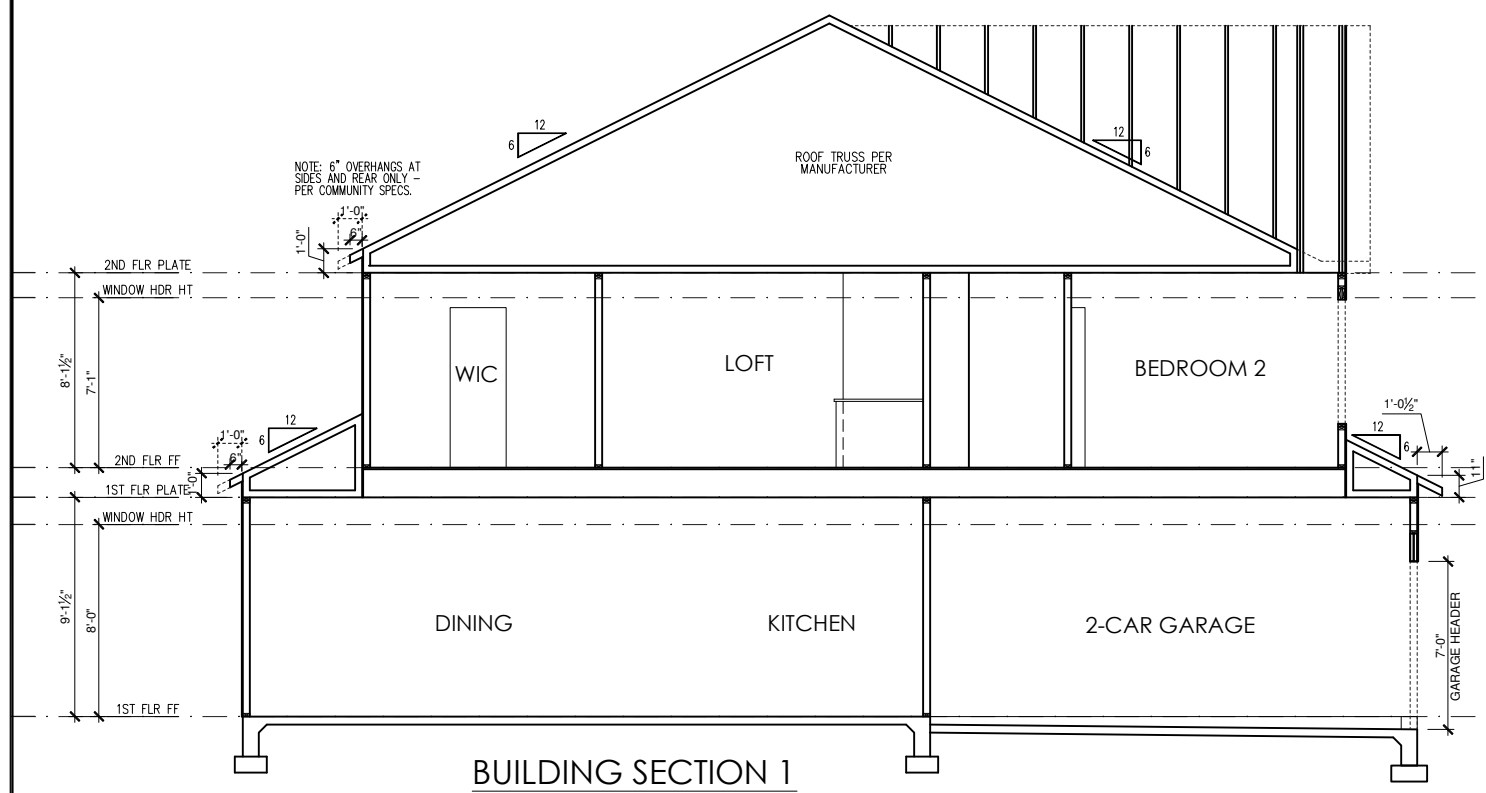 12
6
12
6
ROOF TRUSS PER
MANUFACTURER
NOTE: 6" OVERHANGS AT
SIDES AND REAR ONLY –
PER COMMUNITY SPECS.
1'-0"
6"
1'-0"
2ND FLR PLATE
WINDOW HDR HT
8'-1½"
7'-1"
WIC
LOFT
BEDROOM 2
1'-0½"
12
6
11"
12
6
1'-0"
6"
1'-0"
2ND FLR FF
1ST FLR PLATE
WINDOW HDR HT
9'-1½"
8'-0"
DINING
KITCHEN
2-CAR GARAGE
7'-0"
GARAGE HEADER
1ST FLR FF
BUILDING SECTION 1